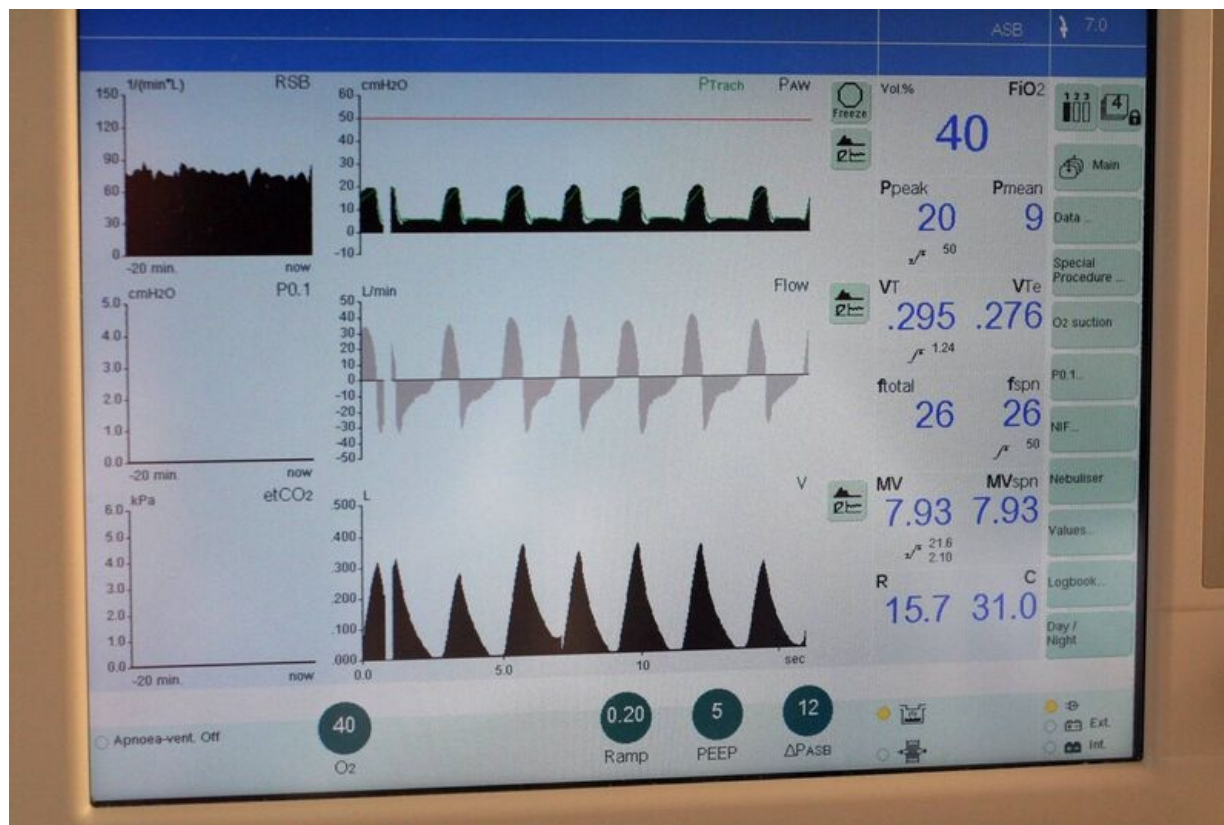 ASB 7.0
1/(min*L) RSB
150
120
90
60
30
0
-20 min. now
cmH2O PTrach PAW
60
50
40
30
20
10
0
-10
Freeze
Vol.% FiO2
40
1 2 3
4
Main
Ppeak Pmean
20 9
50
Data ...
Special
Procedure ...
cmH2O P0.1
5.0
4.0
3.0
2.0
1.0
0.0
-20 min. now
L/min Flow
50
40
30
20
10
0
-10
-20
-30
-40
-50
VT VTe
.295 .276
1.24
O2 suction
ftotal fspn
26 26
50
P0.1...
NIF...
kPa etCO2
6.0
5.0
4.0
3.0
2.0
1.0
0.0
-20 min. now
L V
.500
.400
.300
.200
.100
.000
0.0 5.0 10 sec
MV MVspn
7.93 7.93
21.6
2.10
Nebuliser
Values...
R C
15.7 31.0
Logbook...
Day /
Night
Apnoea-vent. Off
40
O2
0.20
Ramp
5
PEEP
12
ΔPASB
Ext.
Int.